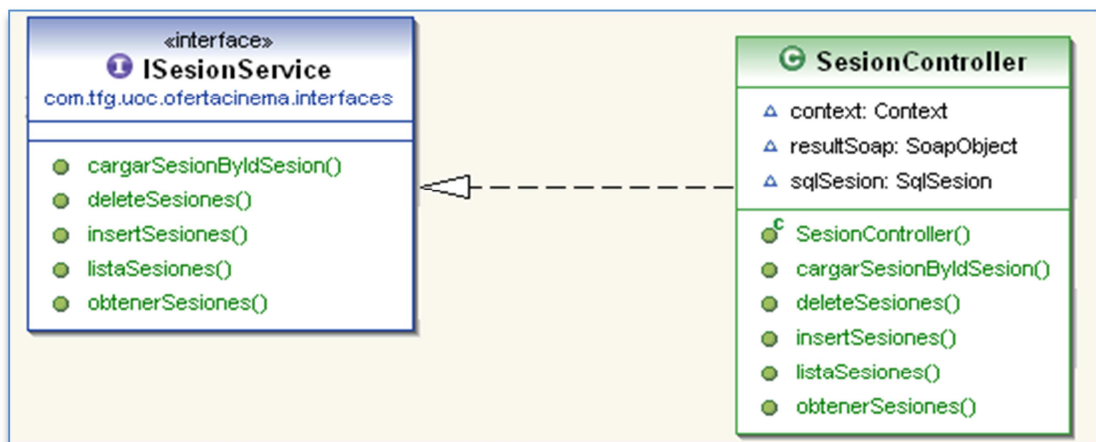 «interface»
I ISesionService
com.tfg.uoc.ofertacinema.interfaces
cargarSesionByIdSesion()
deleteSesiones()
insertSesiones()
listaSesiones()
obtenerSesiones()
C SesionController
context: Context
resultSoap: SoapObject
sqlSesion: SqlSesion
C SesionController()
cargarSesionByIdSesion()
deleteSesiones()
insertSesiones()
listaSesiones()
obtenerSesiones()